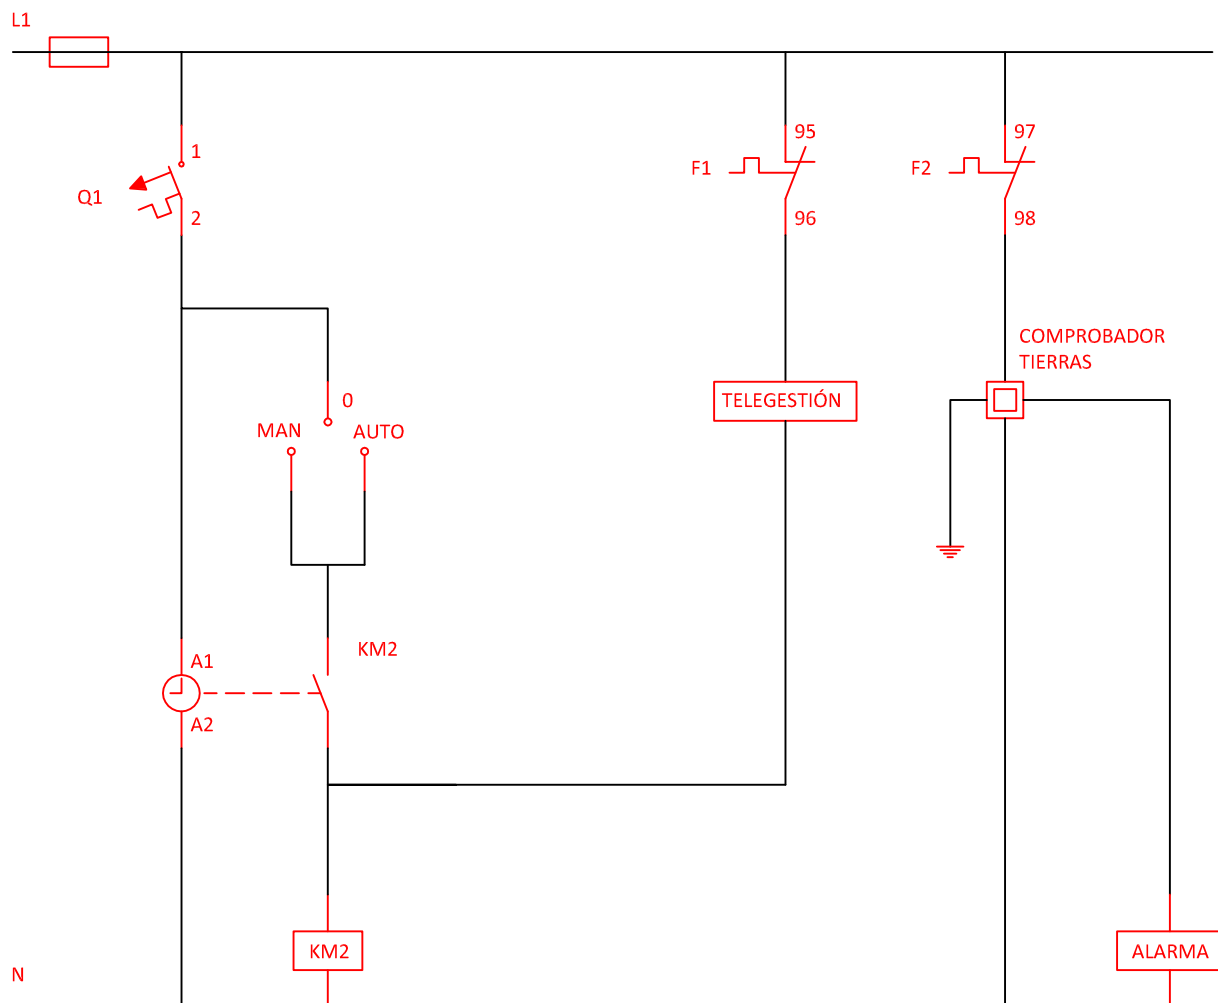 L1
1
Q1
2
95
F1
96
97
F2
98
0
MAN
AUTO
TELEGESTIÓN
COMPROBADOR
TIERRAS
KM2
A1
A2
KM2
ALARMA
N